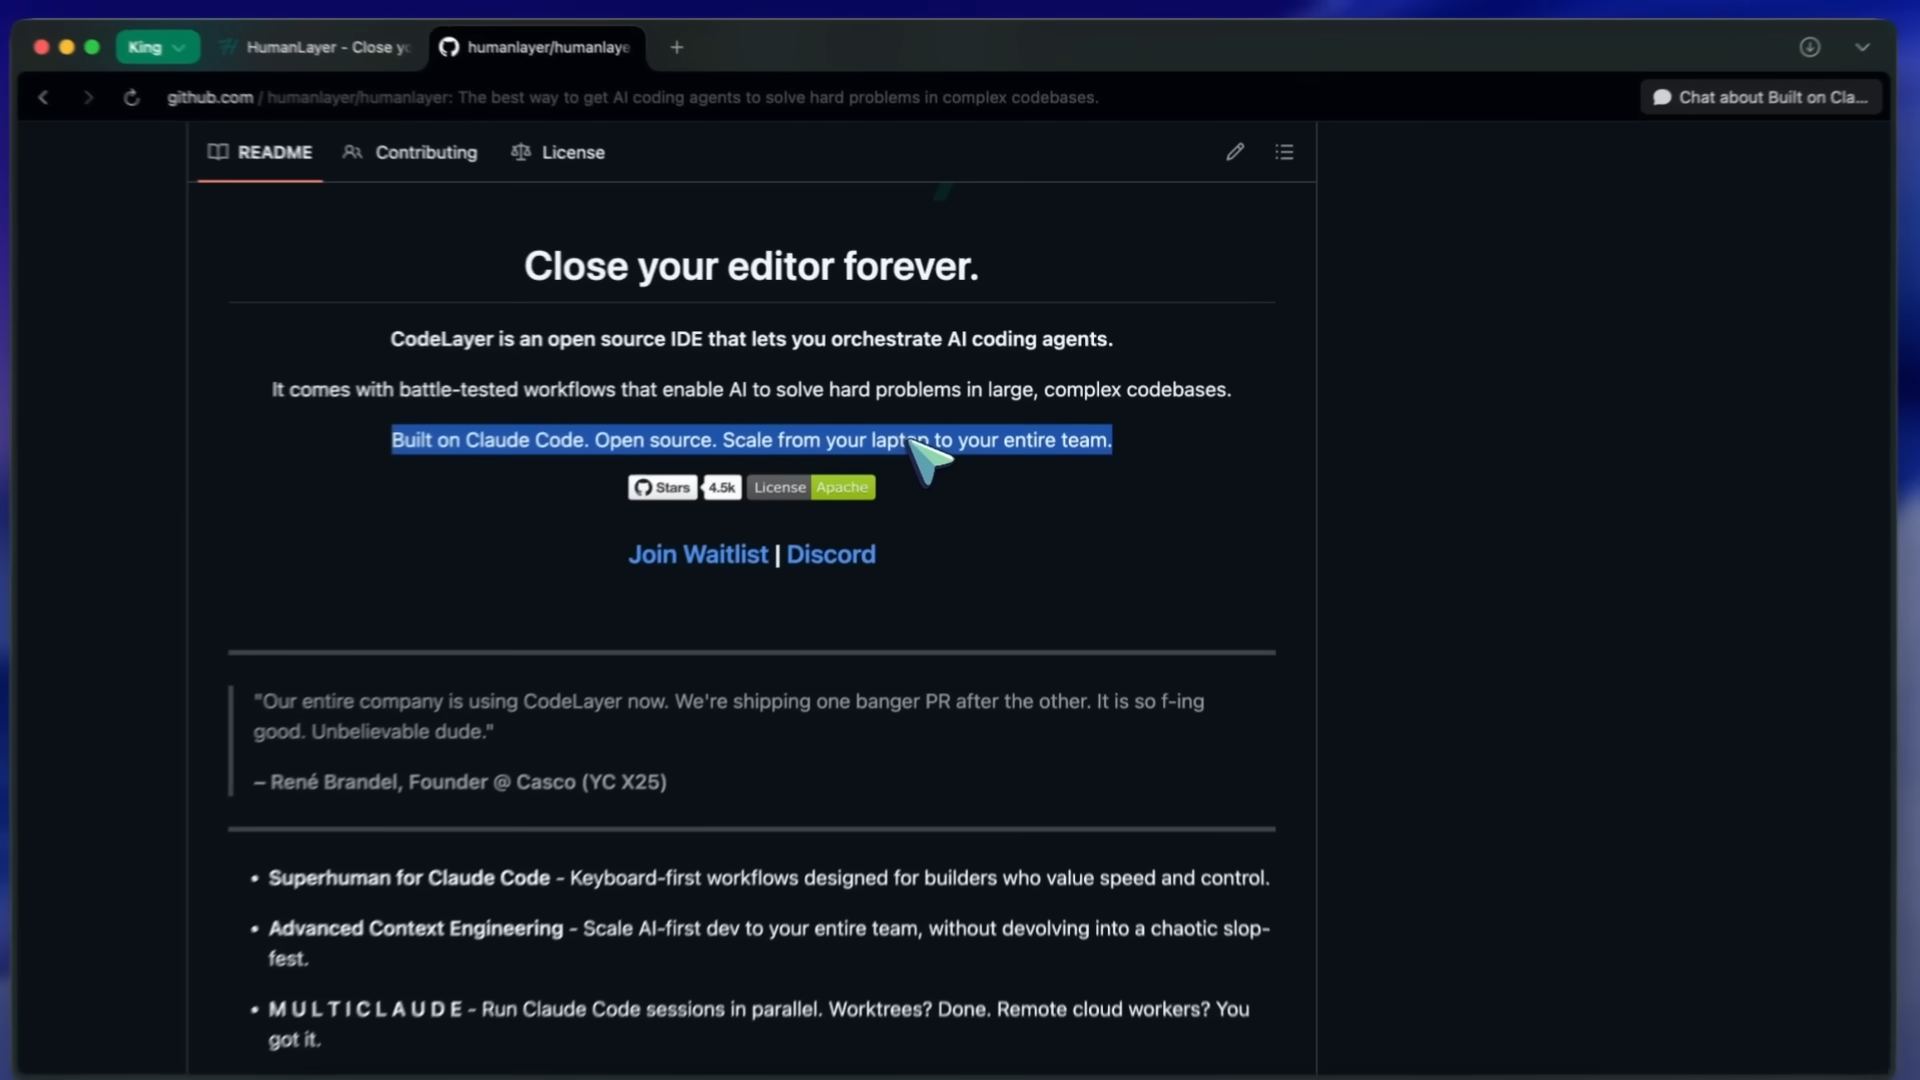 King
HumanLayer - Close yo
humanlayer/humanlaye
github.com / humanlayer/humanlayer: The best way to get AI coding agents to solve hard problems in complex codebases.
Chat about Built on Cla...
README
Contributing
License
Close your editor forever.
CodeLayer is an open source IDE that lets you orchestrate AI coding agents.
It comes with battle-tested workflows that enable AI to solve hard problems in large, complex codebases.
Built on Claude Code. Open source. Scale from your laptop to your entire team.
Stars 4.5k License Apache
Join Waitlist | Discord
"Our entire company is using CodeLayer now. We're shipping one banger PR after the other. It is so f-ing
good. Unbelievable dude."
– René Brandel, Founder @ Casco (YC X25)
• Superhuman for Claude Code - Keyboard-first workflows designed for builders who value speed and control.
• Advanced Context Engineering - Scale AI-first dev to your entire team, without devolving into a chaotic slop-
fest.
• M U L T I C L A U D E - Run Claude Code sessions in parallel. Worktrees? Done. Remote cloud workers? You
got it.